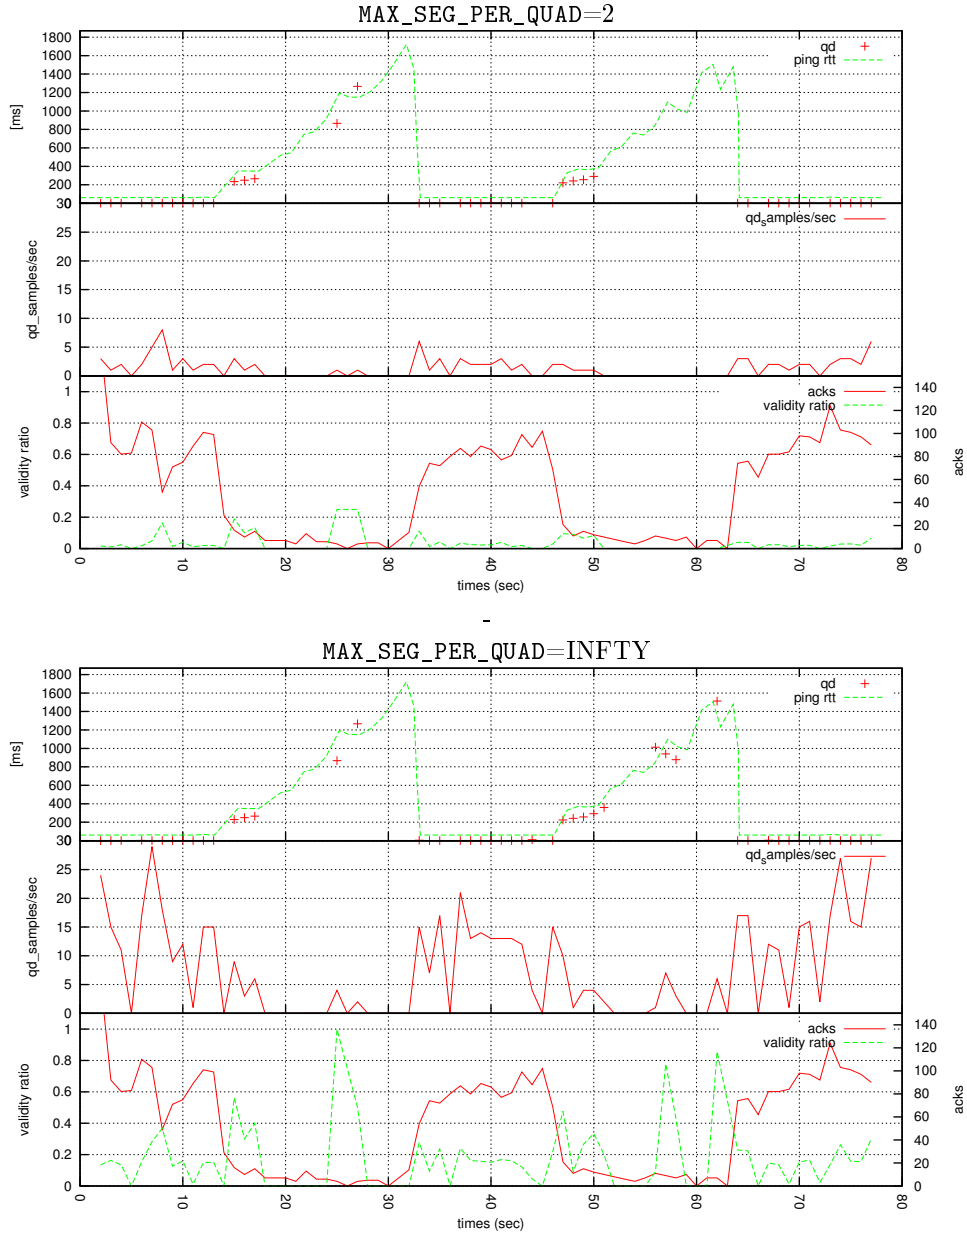 MAX_SEG_PER_QUAD=2
1800
1600
1400
1200
1000
800
600
400
200
30
[ms]
qd
ping rtt
25
20
15
10
5
0
qd_samples/sec
qdsamples/sec
1
0.8
0.6
0.4
0.2
0
validity ratio
acks
validity ratio
140
120
100
80
60
40
20
0
acks
0 10 20 30 40 50 60 70 80
times (sec)
-
MAX_SEG_PER_QUAD=INFTY
1800
1600
1400
1200
1000
800
600
400
200
30
[ms]
qd
ping rtt
25
20
15
10
5
0
qd_samples/sec
qdsamples/sec
1
0.8
0.6
0.4
0.2
0
validity ratio
acks
validity ratio
140
120
100
80
60
40
20
0
acks
0 10 20 30 40 50 60 70 80
times (sec)